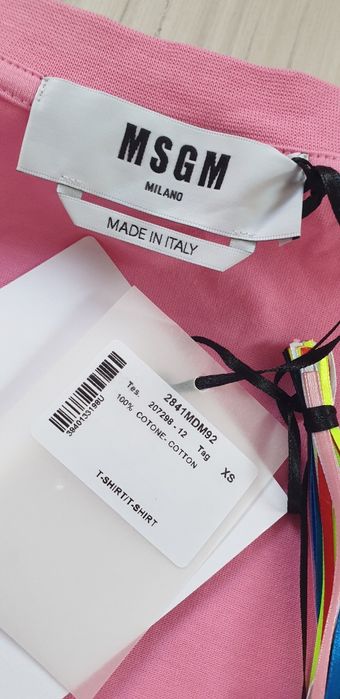 MSGM
MILANO
MADE IN ITALY
2841MDM92
Tes. 207298 - 12 Tag XS
100% COTONE- COTTON
T-SHIRT/T-SHIRT